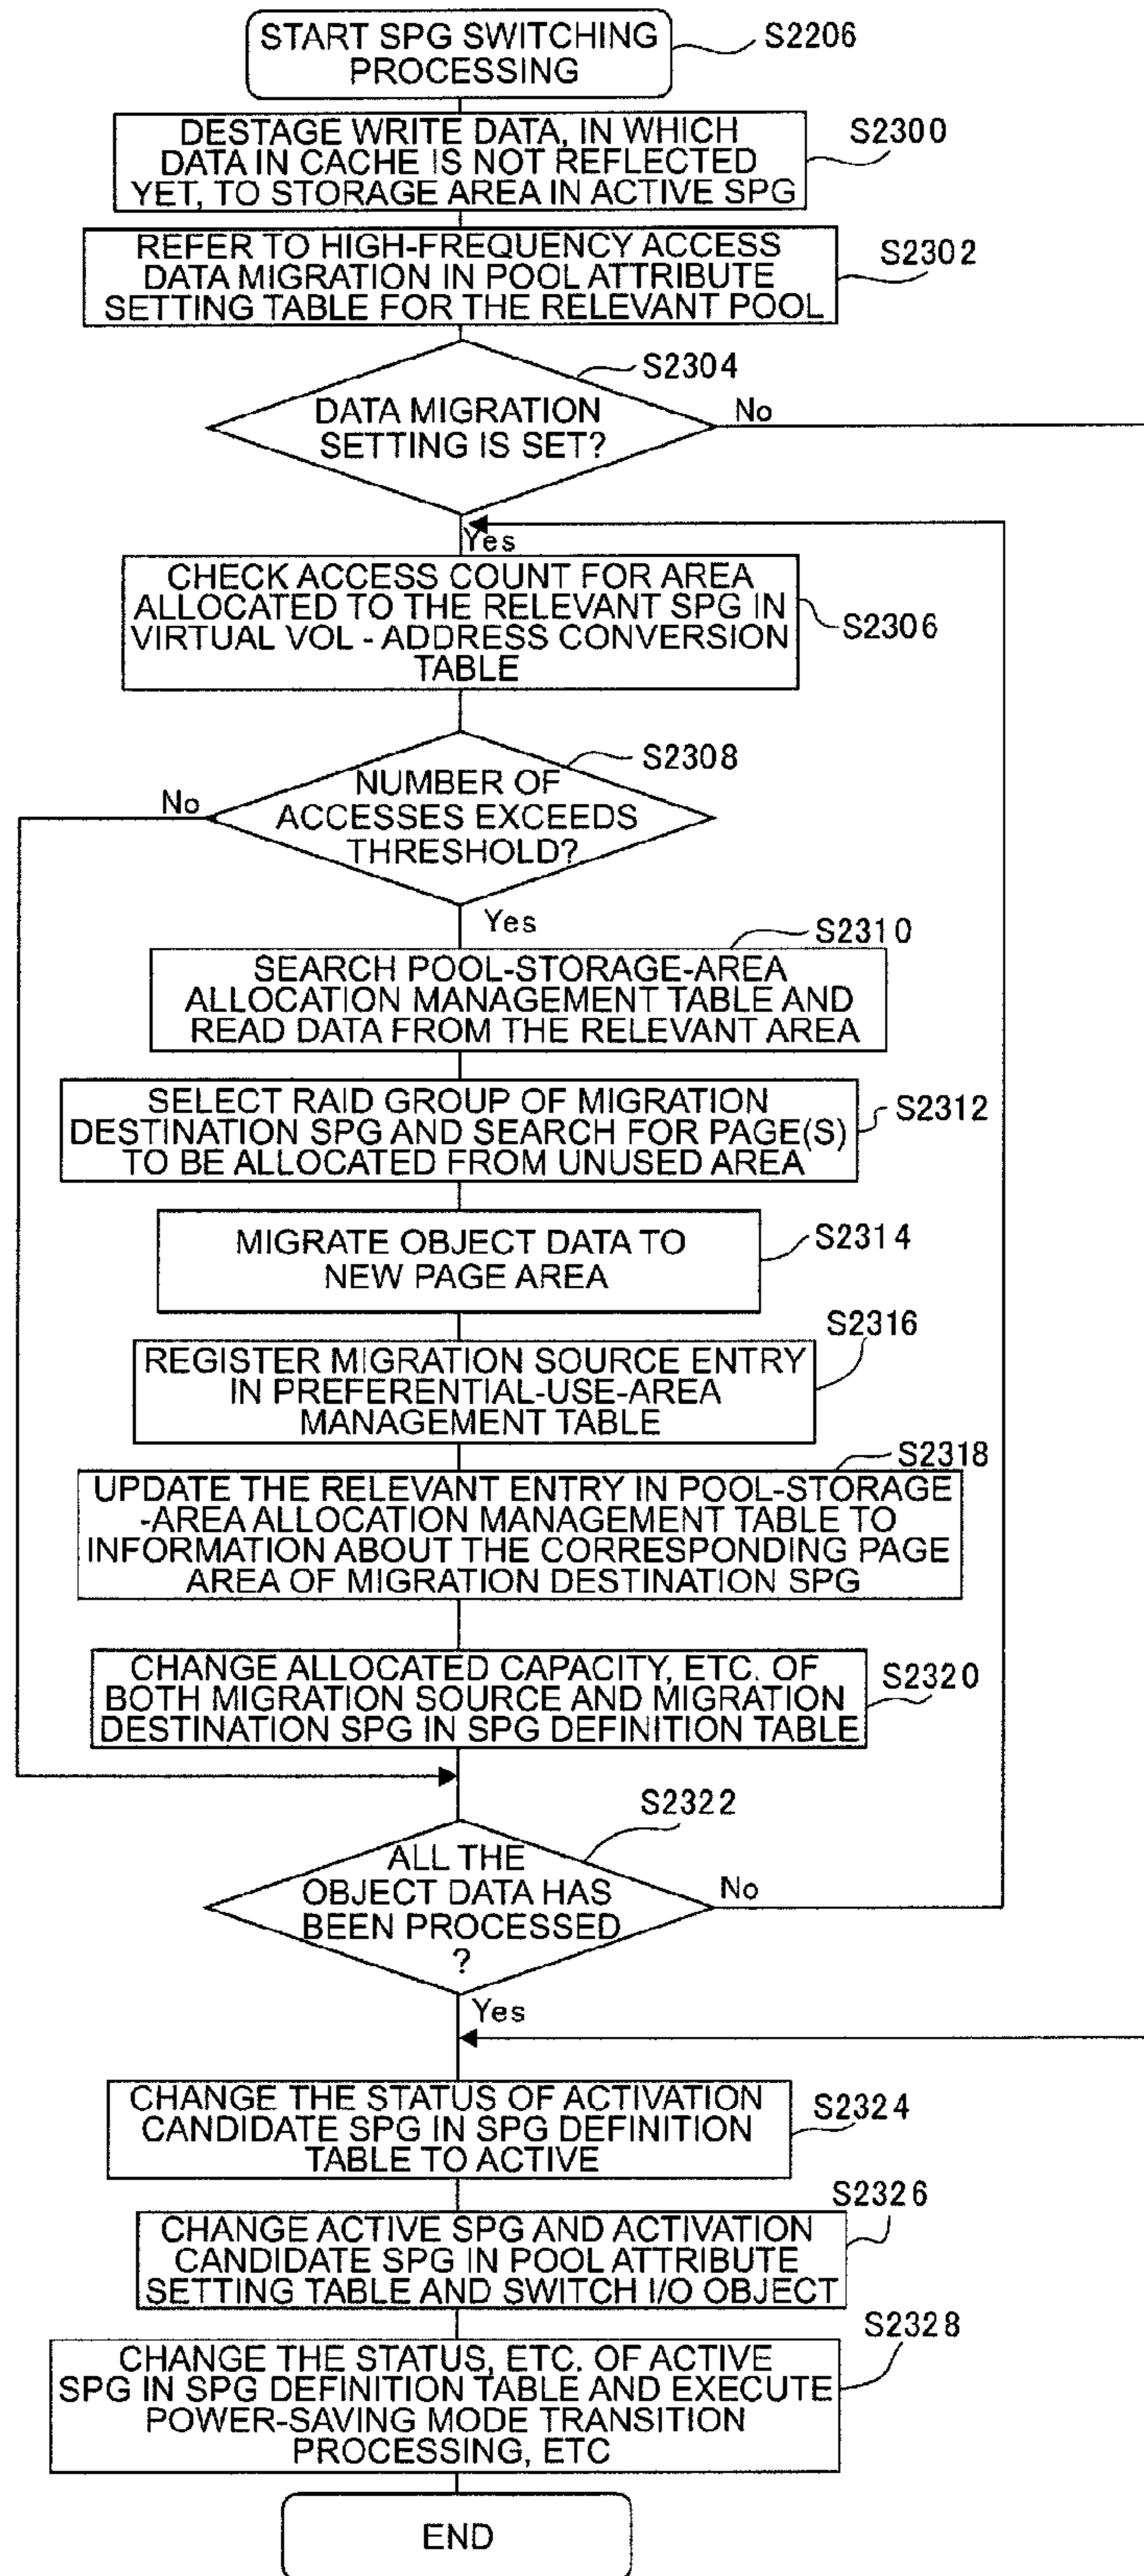 START SPG SWITCHING
PROCESSING
S2206
DESTAGE WRITE DATA, IN WHICH
DATA IN CACHE IS NOT REFLECTED
YET, TO STORAGE AREA IN ACTIVE SPG
S2300
REFER TO HIGH-FREQUENCY ACCESS
DATA MIGRATION IN POOL ATTRIBUTE
SETTING TABLE FOR THE RELEVANT POOL
S2302
S2304
DATA MIGRATION
SETTING IS SET?
No
Yes
CHECK ACCESS COUNT FOR AREA
ALLOCATED TO THE RELEVANT SPG IN
VIRTUAL VOL - ADDRESS CONVERSION
TABLE
S2306
S2308
NUMBER OF
ACCESSES EXCEEDS
THRESHOLD?
No
Yes
S2310
SEARCH POOL-STORAGE-AREA
ALLOCATION MANAGEMENT TABLE AND
READ DATA FROM THE RELEVANT AREA
SELECT RAID GROUP OF MIGRATION
DESTINATION SPG AND SEARCH FOR PAGE(S)
TO BE ALLOCATED FROM UNUSED AREA
S2312
MIGRATE OBJECT DATA TO
NEW PAGE AREA
S2314
S2316
REGISTER MIGRATION SOURCE ENTRY
IN PREFERENTIAL-USE-AREA
MANAGEMENT TABLE
S2318
UPDATE THE RELEVANT ENTRY IN POOL-STORAGE
-AREA ALLOCATION MANAGEMENT TABLE TO
INFORMATION ABOUT THE CORRESPONDING PAGE
AREA OF MIGRATION DESTINATION SPG
CHANGE ALLOCATED CAPACITY, ETC. OF
BOTH MIGRATION SOURCE AND MIGRATION
DESTINATION SPG IN SPG DEFINITION TABLE
S2320
S2322
ALL THE
OBJECT DATA HAS
BEEN PROCESSED
?
No
Yes
CHANGE THE STATUS OF ACTIVATION
CANDIDATE SPG IN SPG DEFINITION
TABLE TO ACTIVE
S2324
S2326
CHANGE ACTIVE SPG AND ACTIVATION
CANDIDATE SPG IN POOL ATTRIBUTE
SETTING TABLE AND SWITCH I/O OBJECT
S2328
CHANGE THE STATUS, ETC. OF ACTIVE
SPG IN SPG DEFINITION TABLE AND EXECUTE
POWER-SAVING MODE TRANSITION
PROCESSING, ETC
END